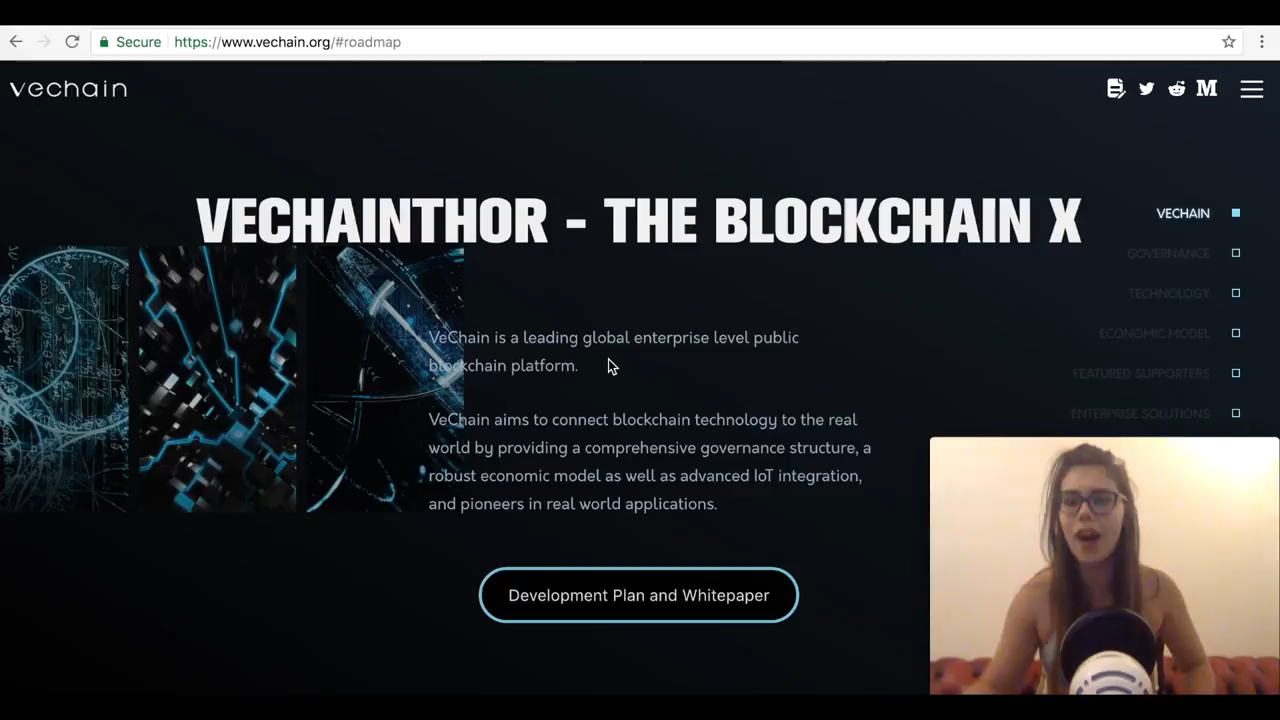 Secure
https://www.vechain.org/#roadmap
vechain
M
VECHAINTHOR - THE BLOCKCHAIN X
VECHAIN
GOVERNANCE
TECHNOLOGY
ECONOMIC MODEL
FEATURED SUPPORTERS
ENTERPRISE SOLUTIONS
VeChain is a leading global enterprise level public
blockchain platform.
VeChain aims to connect blockchain technology to the real
world by providing a comprehensive governance structure, a
robust economic model as well as advanced IoT integration,
and pioneers in real world applications.
Development Plan and Whitepaper